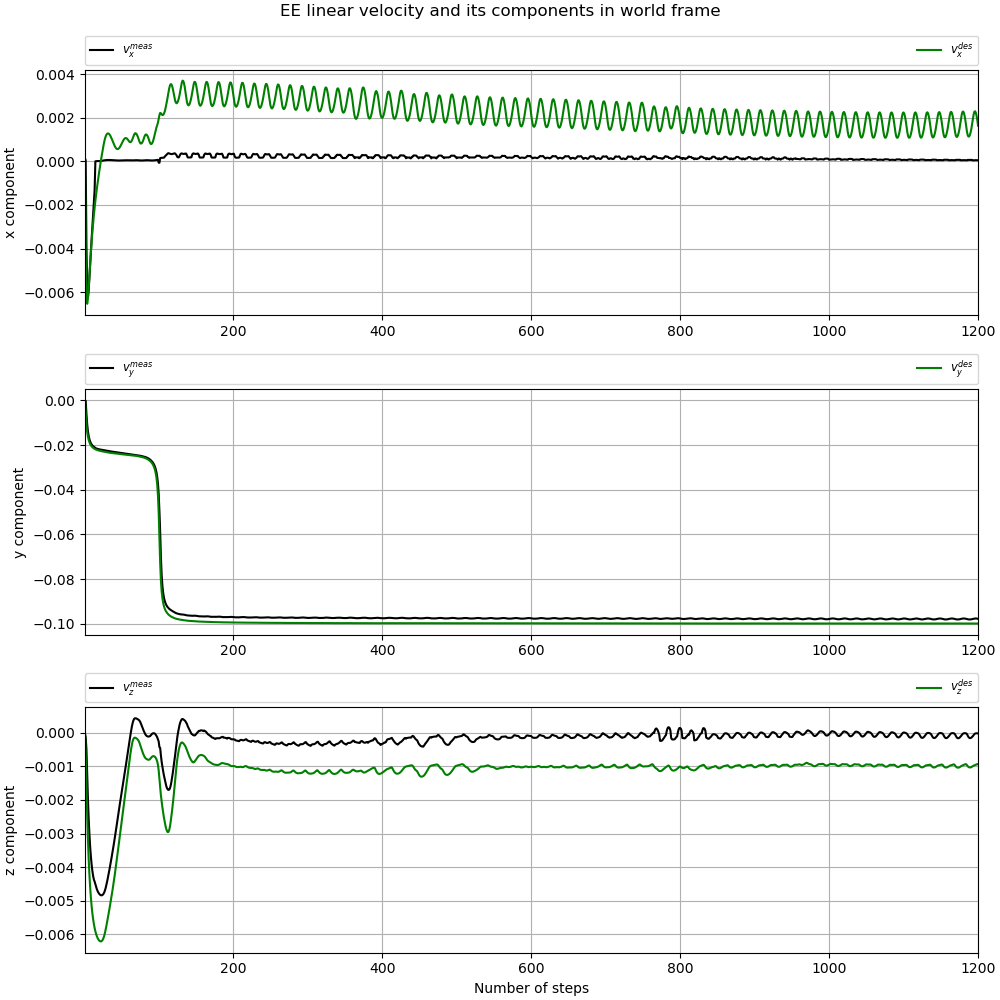 EE linear velocity and its components in world frame
v_x^{meas} v_x^{des}
0.004
0.002
0.000
−0.002
−0.004
−0.006
x component
200 400 600 800 1000 1200
v_y^{meas} v_y^{des}
0.00
−0.02
−0.04
−0.06
−0.08
−0.10
y component
200 400 600 800 1000 1200
v_z^{meas} v_z^{des}
0.000
−0.001
−0.002
−0.003
−0.004
−0.005
−0.006
z component
200 400 600 800 1000 1200
Number of steps